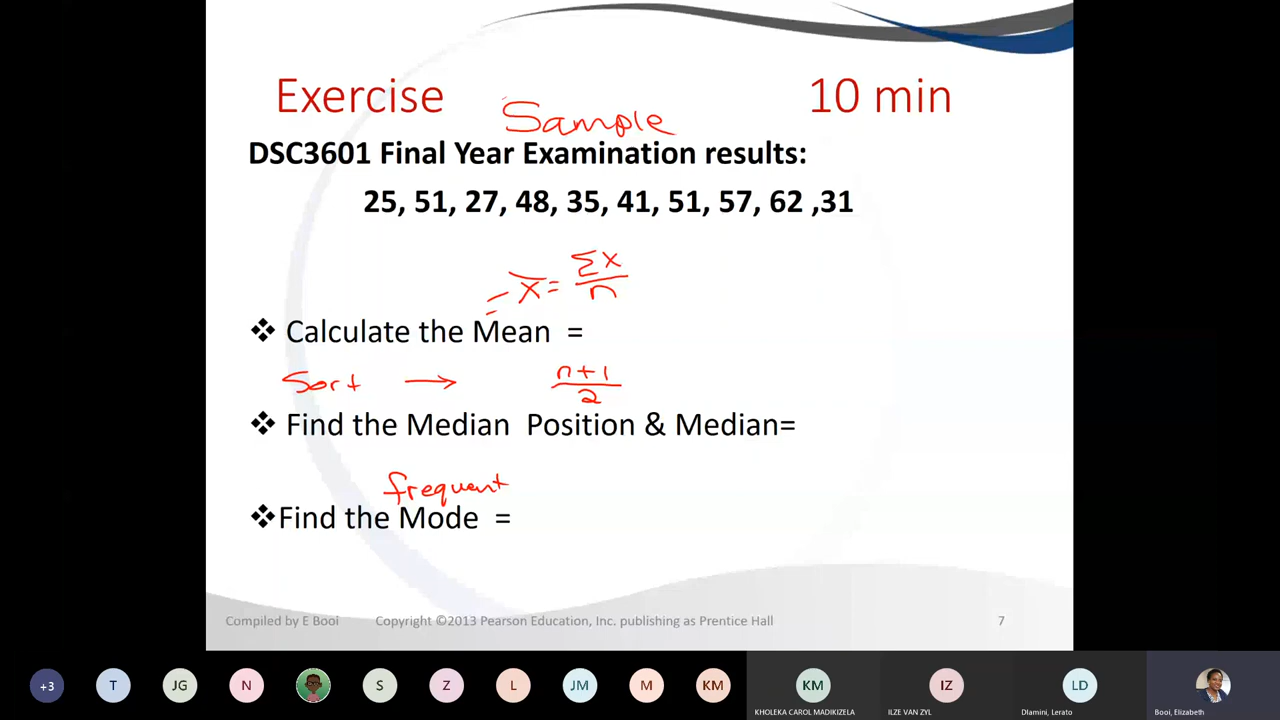 Exercise 10 min
Sample
DSC3601 Final Year Examination results:
25, 51, 27, 48, 35, 41, 51, 57, 62 ,31
x̄ = Σx/n
❖ Calculate the Mean =
Sort → n+1/2
❖ Find the Median Position & Median=
frequent
❖Find the Mode =
Compiled by E Booi Copyright ©2013 Pearson Education, Inc. publishing as Prentice Hall 7
+3 T JG N S Z L JM M KM KM IZ LD
KHOLEKA CAROL MADIKIZELA ILZE VAN ZYL Dlamini, Lerato Booi, Elizabeth